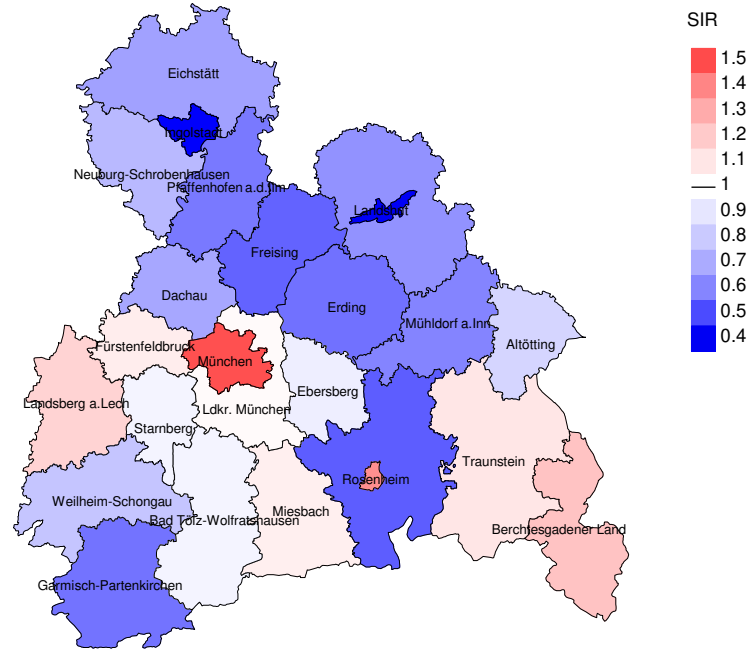 SIR
1.5
1.4
1.3
1.2
1.1
1
0.9
0.8
0.7
0.6
0.5
0.4
Eichstätt
Ingolstadt
Neuburg-Schrobenhausen
Pfaffenhofen a.d.Ilm
Landshut
Freising
Dachau
Erding
Mühldorf a.Inn
Altötting
Fürstenfeldbruck
München
Ebersberg
Landsberg a.Lech
Ldkr. München
Starnberg
Traunstein
Rosenheim
Weilheim-Schongau
Miesbach
Bad Tölz-Wolfratshausen
Berchtesgadener Land
Garmisch-Partenkirchen